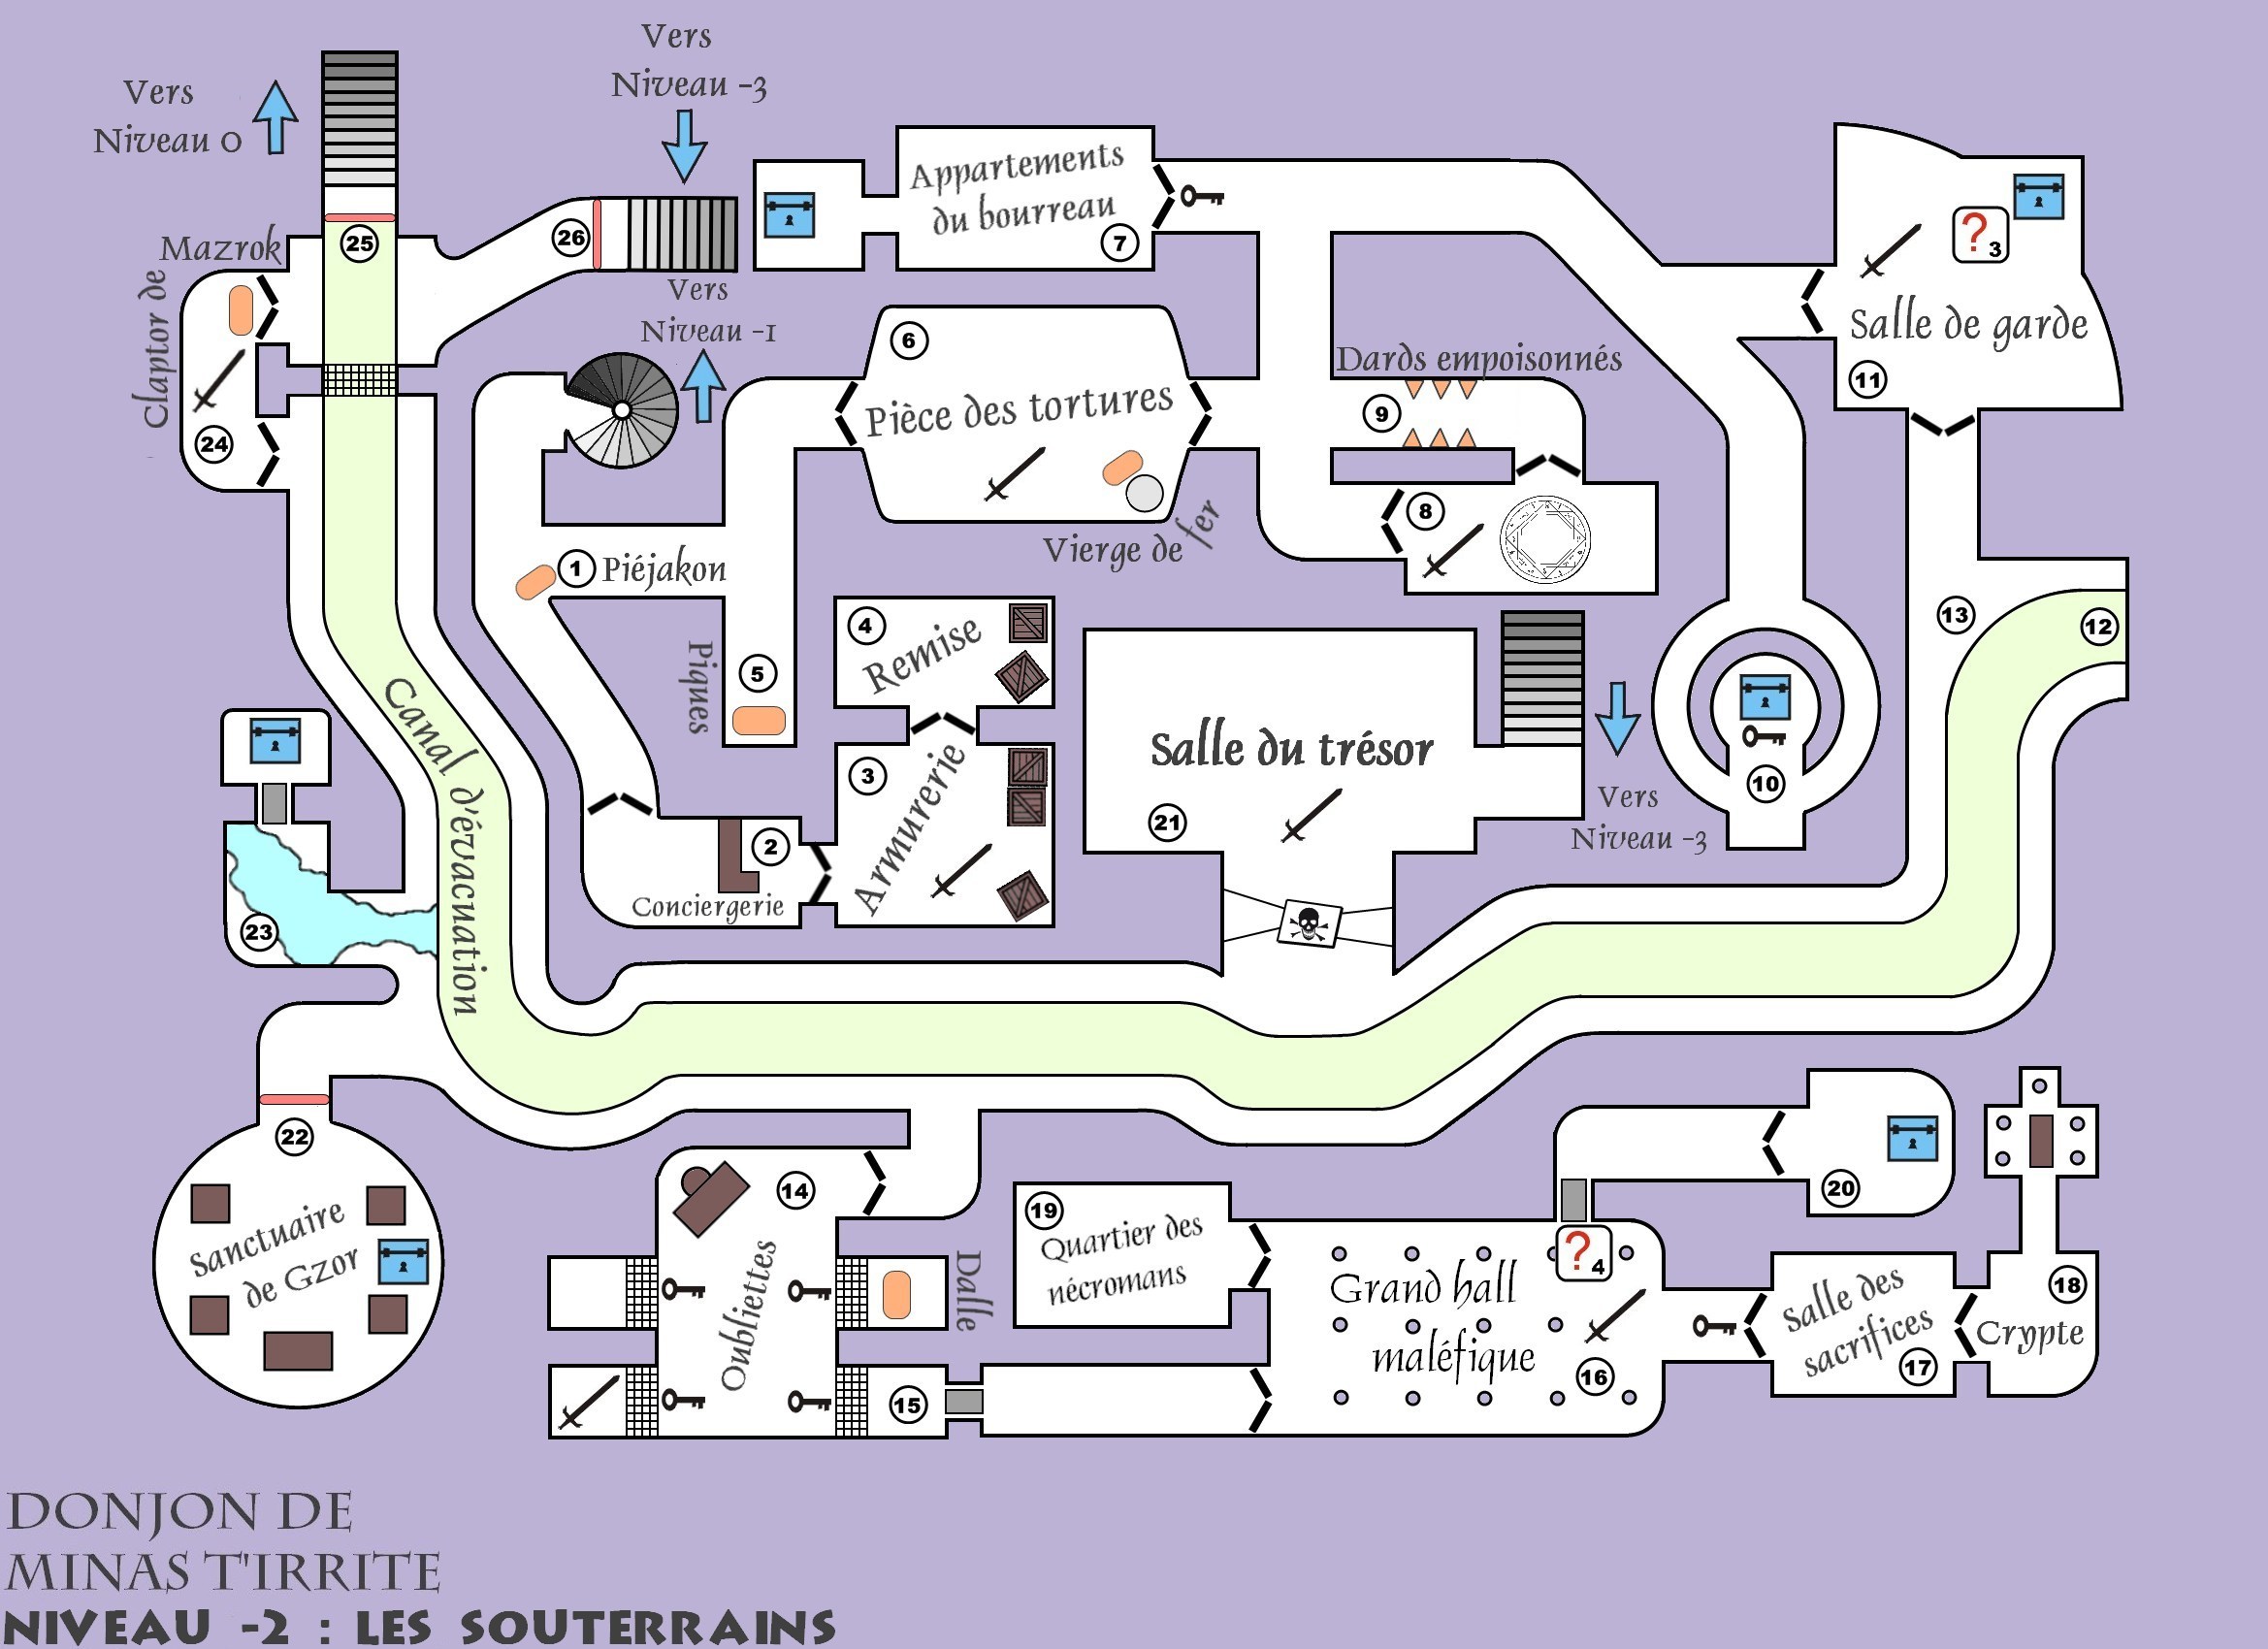 Vers
Niveau -3
Vers
Niveau 0
Mazrok
Claptor de
25
26
24
Vers
Niveau -1
Appartements
du bourreau
7
?
3
Salle de garde
11
6
Pièce des tortures
Vierge de fer
Dards empoisonnés
9
8
1
Piéjakon
Piques
5
4
Remise
3
Armurerie
2
Conciergerie
Salle du trésor
21
Vers
Niveau -3
10
13
12
Canal d'évacuation
23
22
Sanctuaire
de Gzor
14
Oubliettes
Dalle
15
19
Quartier des
nécromans
?
4
Grand hall
maléfique
16
20
Salle des
sacrifices
17
18
Crypte
DONJON DE
MINAS T'IRRITE
NIVEAU -2 : LES SOUTERRAINS